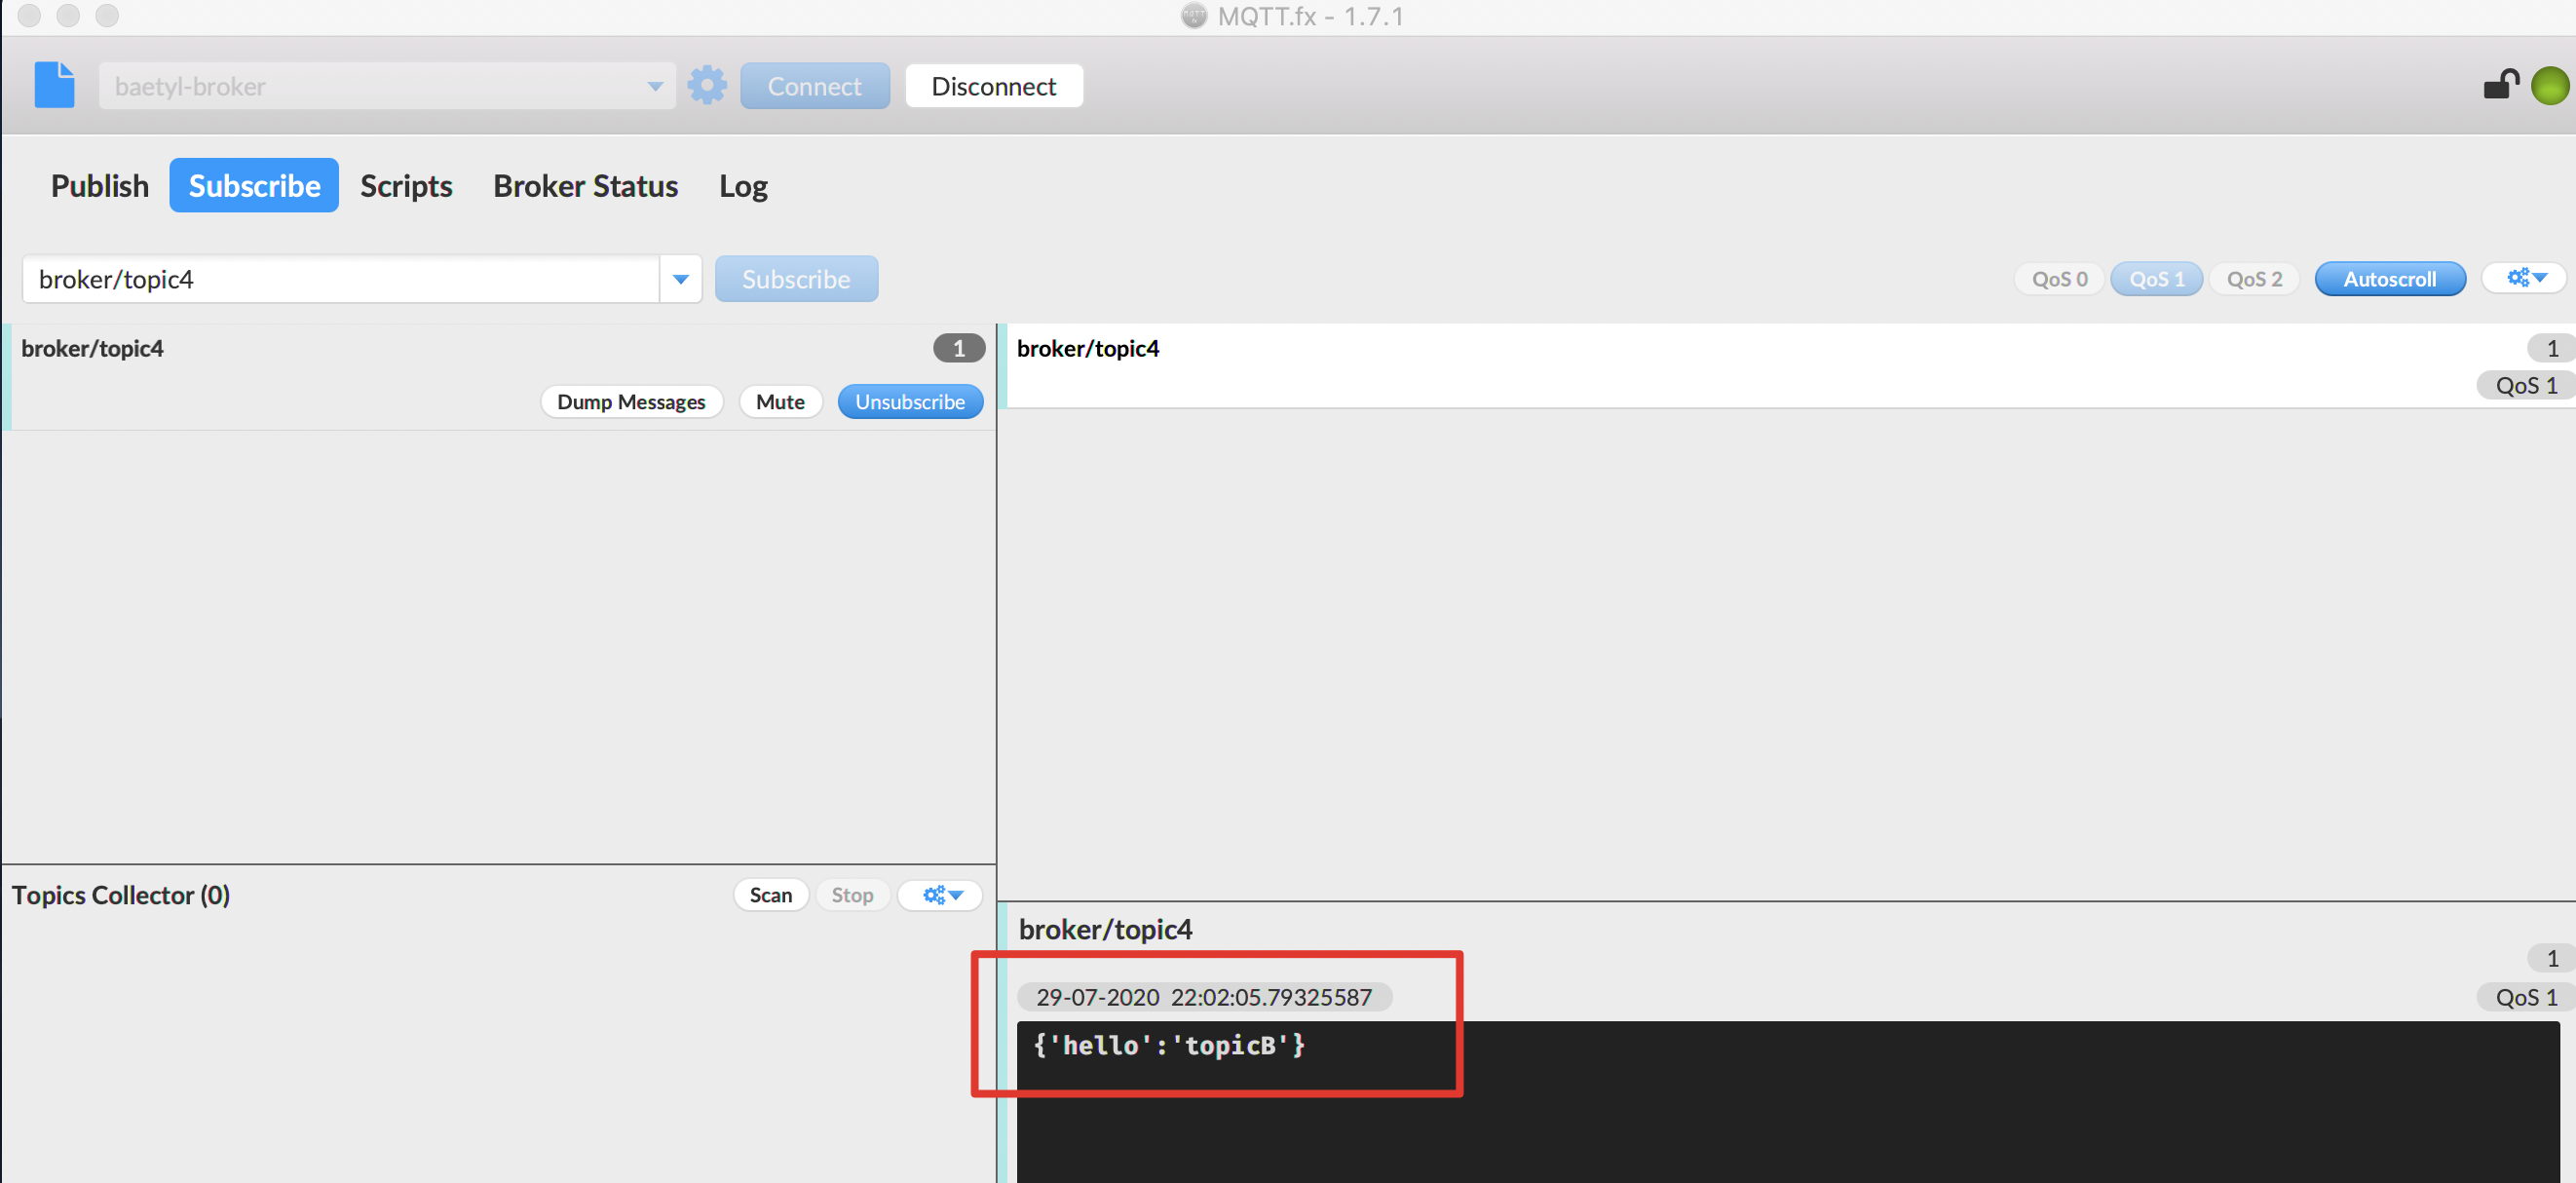 MQTT.fx - 1.7.1
baetyl-broker Connect Disconnect
Publish Subscribe Scripts Broker Status Log
broker/topic4 Subscribe QoS 0 QoS 1 QoS 2 Autoscroll
broker/topic4 1
Dump Messages Mute Unsubscribe
broker/topic4 1
QoS 1
Topics Collector (0) Scan Stop
broker/topic4
1
29-07-2020 22:02:05.79325587 QoS 1
{'hello':'topicB'}